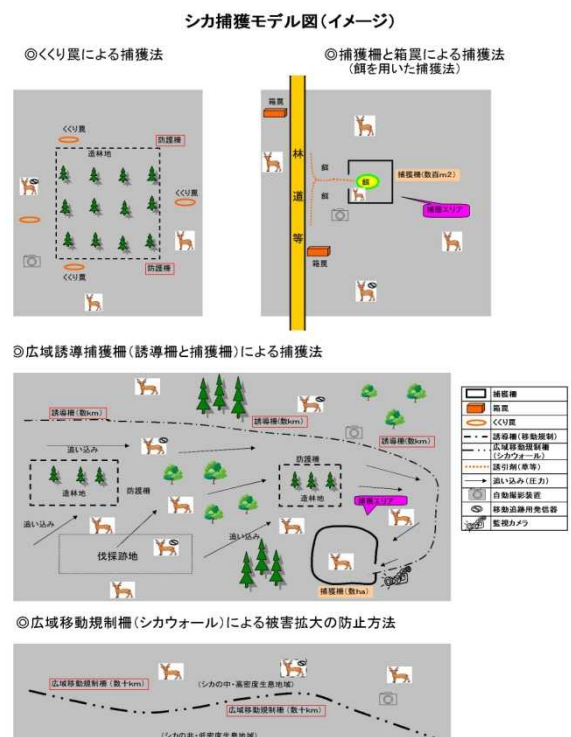 シカ捕獲モデル図(イメージ)
◎くくり罠による捕獲法
くくり罠
防護柵
造林地
くくり罠
くくり罠
防護柵
◎捕獲柵と箱罠による捕獲法
(餌を用いた捕獲法)
箱罠
林道等
餌
餌
餌
捕獲柵(数百m2)
捕獲エリア
箱罠
◎広域誘導捕獲柵(誘導柵と捕獲柵)による捕獲法
誘導柵(数km)
誘導柵(数km)
誘導柵(数km)
追い込み
防護柵
造林地
防護柵
造林地
捕獲エリア
追い込み
追い込み
伐採跡地
捕獲柵(数ha)
捕獲柵
箱罠
くくり罠
誘導柵(移動規制)
広域移動規制柵
(シカウォール)
誘引剤(草等)
追い込み(圧力)
自動撮影装置
移動追跡用発信器
監視カメラ
◎広域移動規制柵(シカウォール)による被害拡大の防止方法
広域移動規制柵(数十km)
(シカの中・高密度生息地域)
広域移動規制柵(数十km)
(シカの非・低密度生息地域)